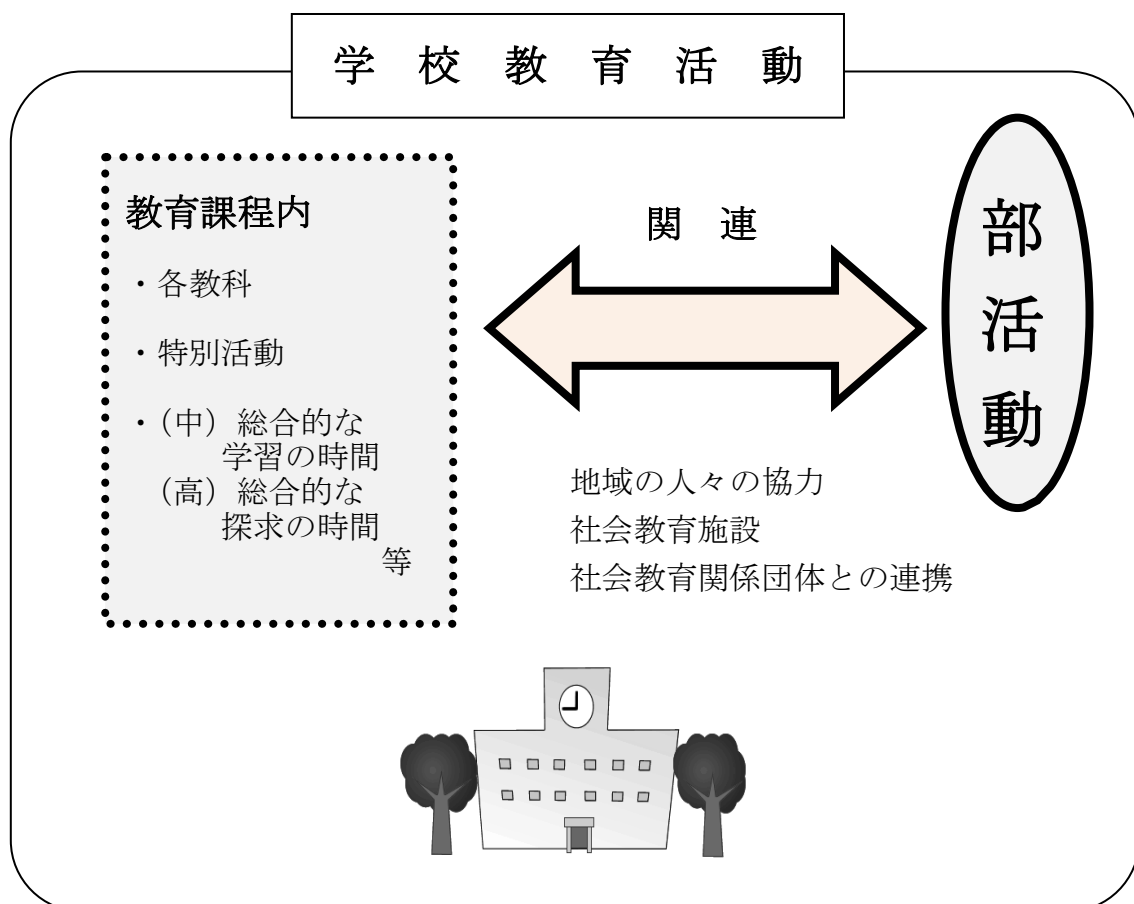 学校教育活動
教育課程内
・各教科
・特別活動
・（中）総合的な
学習の時間
（高）総合的な
探求の時間
等
関連
地域の人々の協力
社会教育施設
社会教育関係団体との連携
部活動